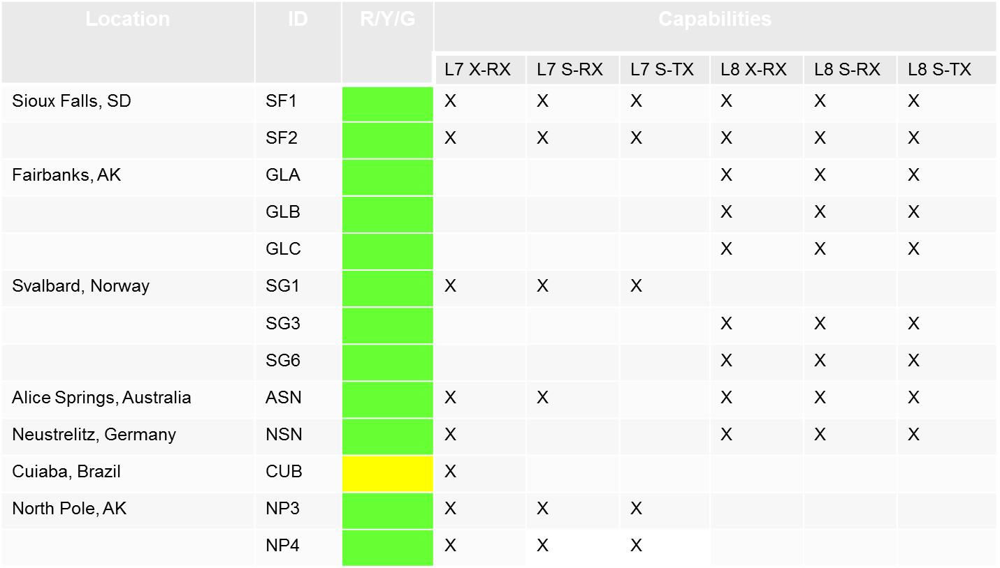 Location ID R/Y/G Capabilities
L7 X-RX L7 S-RX L7 S-TX L8 X-RX L8 S-RX L8 S-TX
Sioux Falls, SD SF1 X X X X X X
SF2 X X X X X X
Fairbanks, AK GLA X X X
GLB X X X
GLC X X X
Svalbard, Norway SG1 X X X
SG3 X X X
SG6 X X X
Alice Springs, Australia ASN X X X X X
Neustrelitz, Germany NSN X X X X
Cuiaba, Brazil CUB X
North Pole, AK NP3 X X X
NP4 X X X